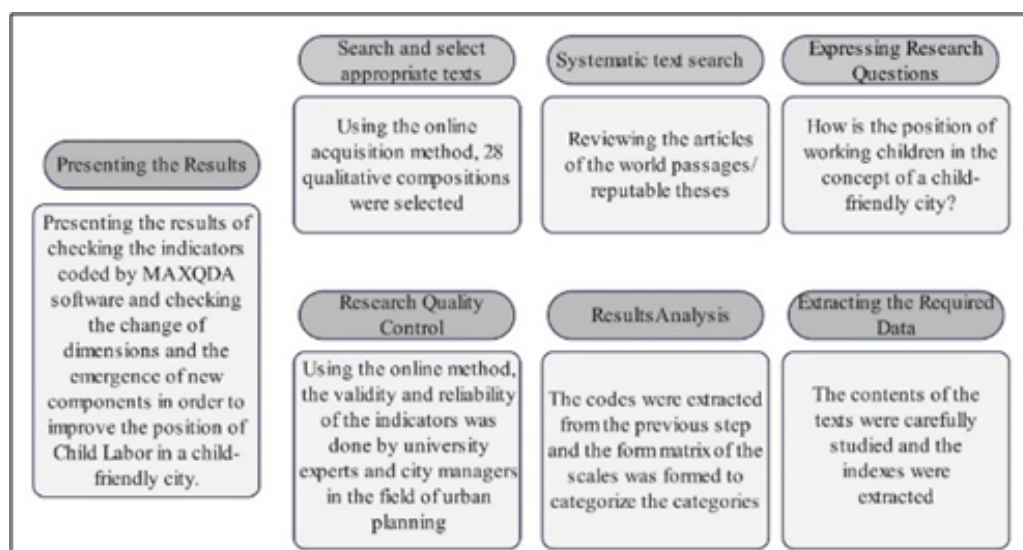 Search and select
appropriate texts
Using the online
acquisition method, 28
qualitative compositions
were selected
Systematic text search
Reviewing the articles
of the world passages/
reputable theses
Expressing Research
Questions
How is the position of
working children in the
concept of a child-
friendly city?
Presenting the Results
Presenting the results of
checking the indicators
coded by MAXQDA
software and checking
the change of
dimensions and the
emergence of new
components in order to
improve the position of
Child Labor in a child-
friendly city.
Research Quality
Control
Using the online method,
the validity and reliability
of the indicators was
done by university
experts and city managers
in the field of urban
planning
Results Analysis
The codes were extracted
from the previous step
and the form matrix of the
scales was formed to
categorize the categories
Extracting the Required
Data
The contents of the
texts were carefully
studied and the
indexes were
extracted